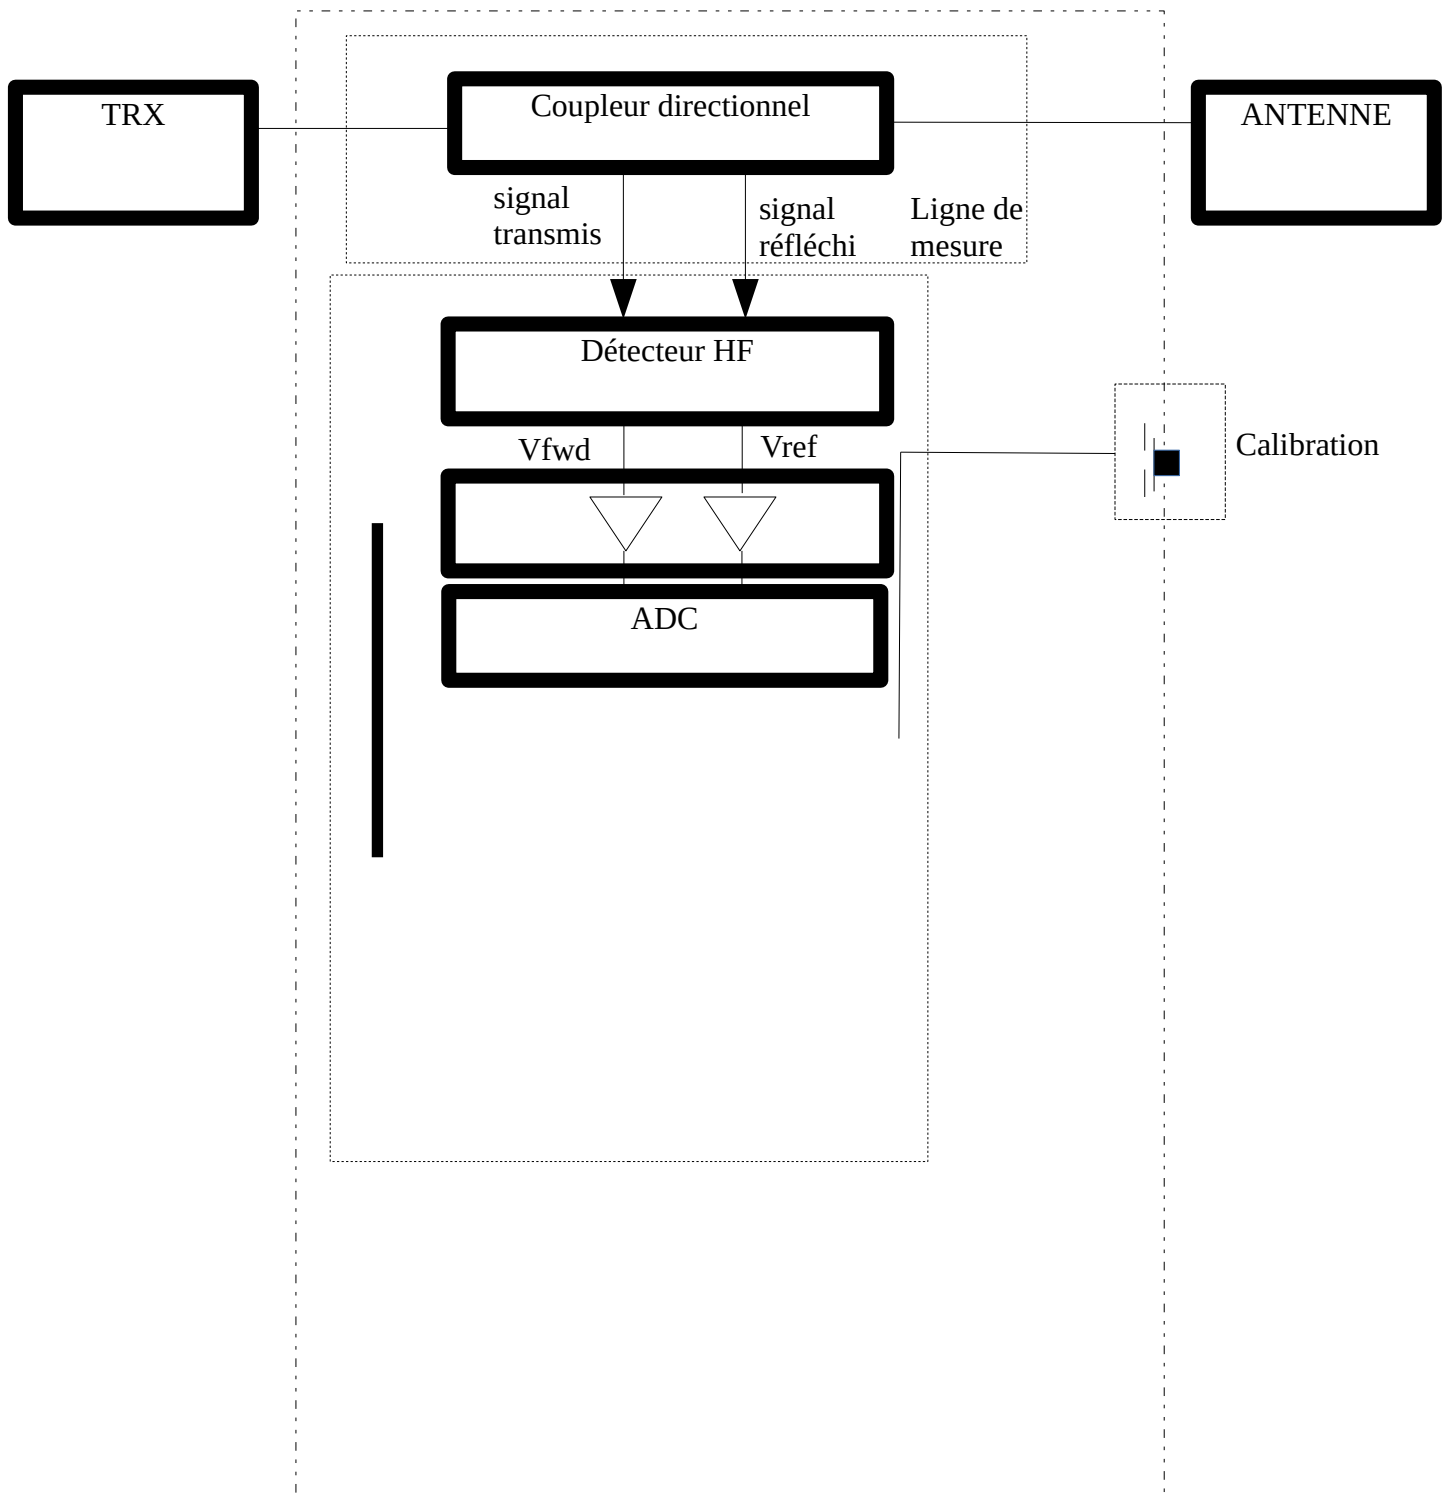 TRX
Coupleur directionnel
ANTENNE
signal
transmis
signal
réfléchi
Ligne de
mesure
Détecteur HF
Vfwd
Vref
Calibration
ADC